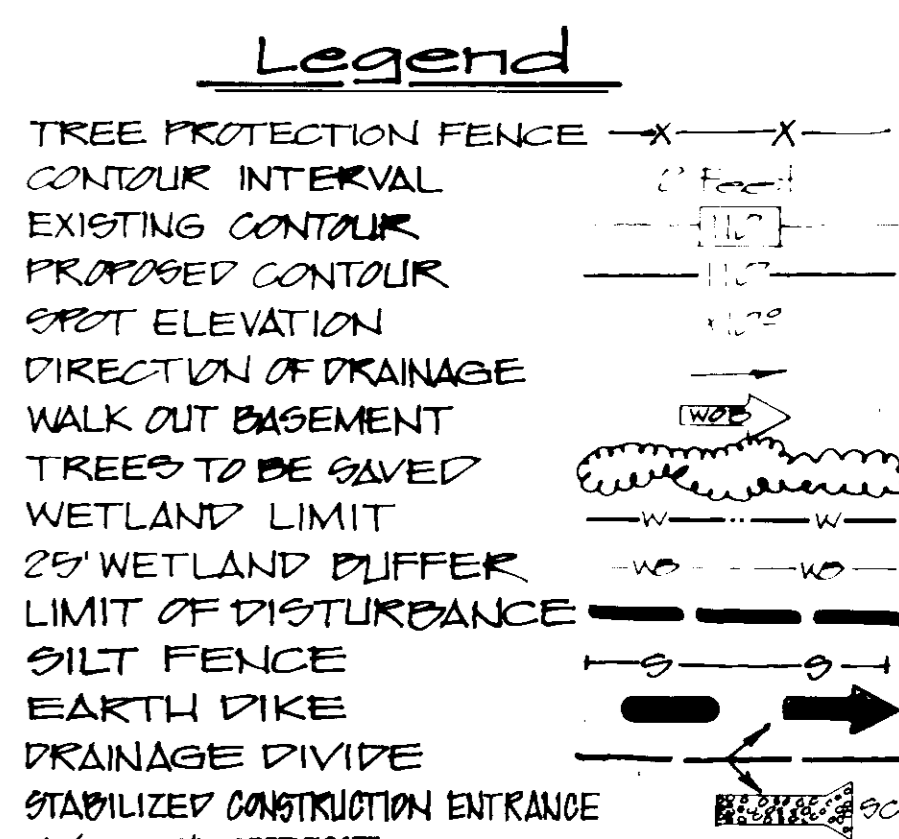 Legend
TREE PROTECTION FENCE X X
CONTOUR INTERVAL 2' Feet
EXISTING CONTOUR
PROPOSED CONTOUR
SPOT ELEVATION
DIRECTION OF DRAINAGE
WALK OUT BASEMENT WOB
TREES TO BE SAVED
WETLAND LIMIT W W
25' WETLAND BUFFER WB WB
LIMIT OF DISTURBANCE
SILT FENCE S S
EARTH DIKE
DRAINAGE DIVIDE
STABILIZED CONSTRUCTION ENTRANCE SC